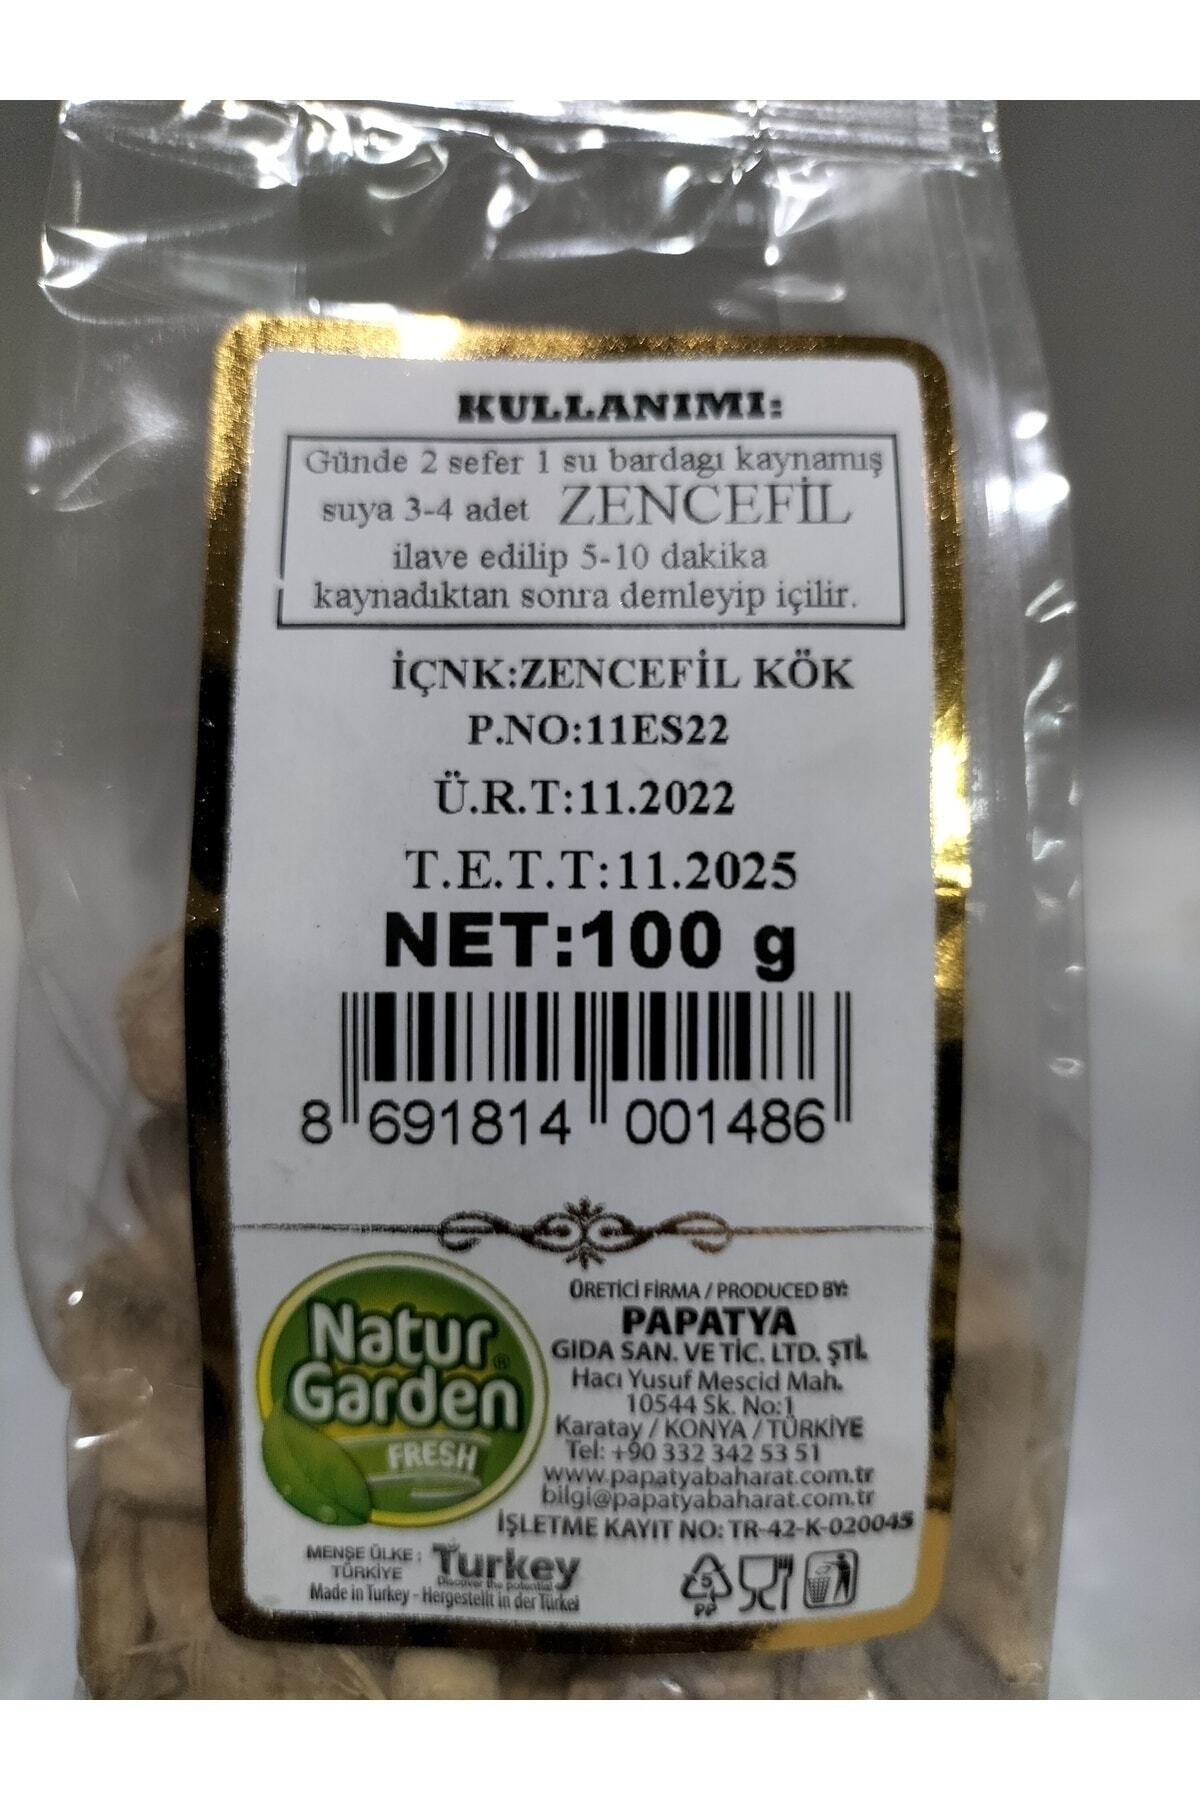 KULLANIMI:
Günde 2 sefer 1 su bardagı kaynamış
suya 3-4 adet ZENCEFİL
ilave edilip 5-10 dakika
kaynadıktan sonra demleyip içilir.
İÇNK:ZENCEFİL KÖK
P.NO:11ES22
Ü.R.T:11.2022
T.E.T.T:11.2025
NET:100 g
8 691814 001486
Natur
Garden
®
FRESH
ÜRETİCİ FİRMA / PRODUCED BY:
PAPATYA
GIDA SAN. VE TİC. LTD. ŞTİ.
Hacı Yusuf Mescid Mah.
10544 Sk. No:1
Karatay / KONYA / TÜRKİYE
Tel: +90 332 342 53 51
www.papatyabaharat.com.tr
bilgi@papatyabaharat.com.tr
İŞLETME KAYIT NO: TR-42-K-020045
MENŞE ÜLKE :
TÜRKİYE
Turkey
Discover the potential
Made in Turkey - Hergestellt in der Türkei
5
PP